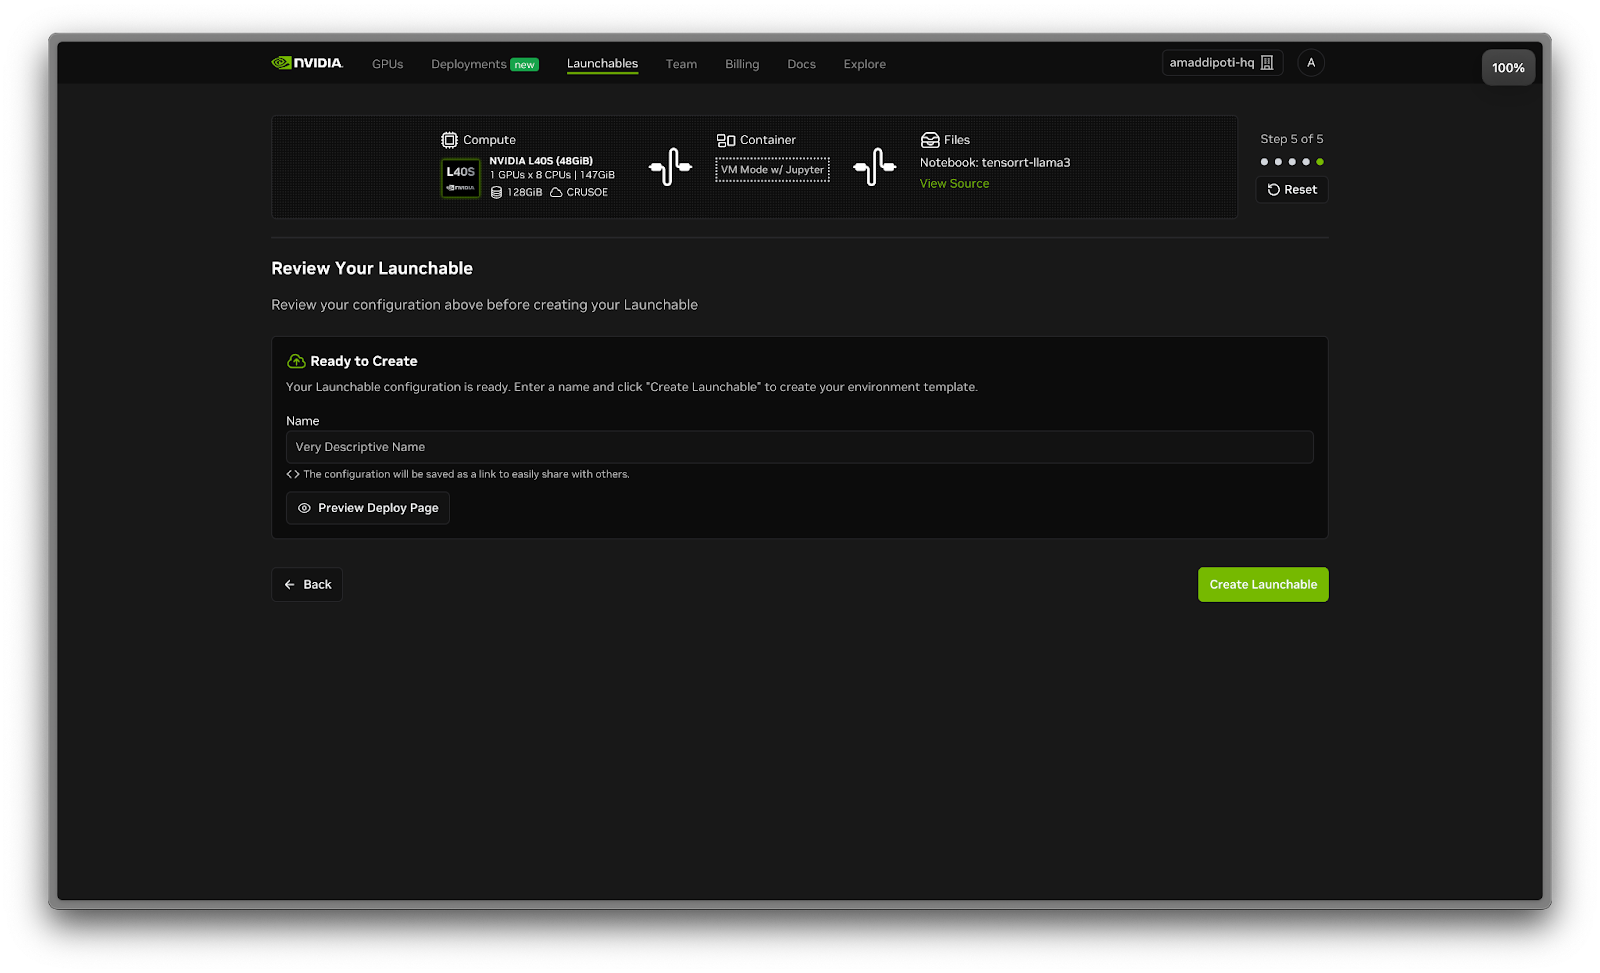 NVIDIA. GPUs Deployments new Launchables Team Billing Docs Explore amaddipoti-hq A
100%
Compute
L40S
NVIDIA
NVIDIA L40S (48GiB)
1 GPUs x 8 CPUs | 147GiB
128GiB CRUSOE
Container
VM Mode w/ Jupyter
Files
Notebook: tensorrt-llama3
View Source
Step 5 of 5
Reset
Review Your Launchable
Review your configuration above before creating your Launchable
Ready to Create
Your Launchable configuration is ready. Enter a name and click "Create Launchable" to create your environment template.
Name
Very Descriptive Name
<> The configuration will be saved as a link to easily share with others.
Preview Deploy Page
← Back
Create Launchable